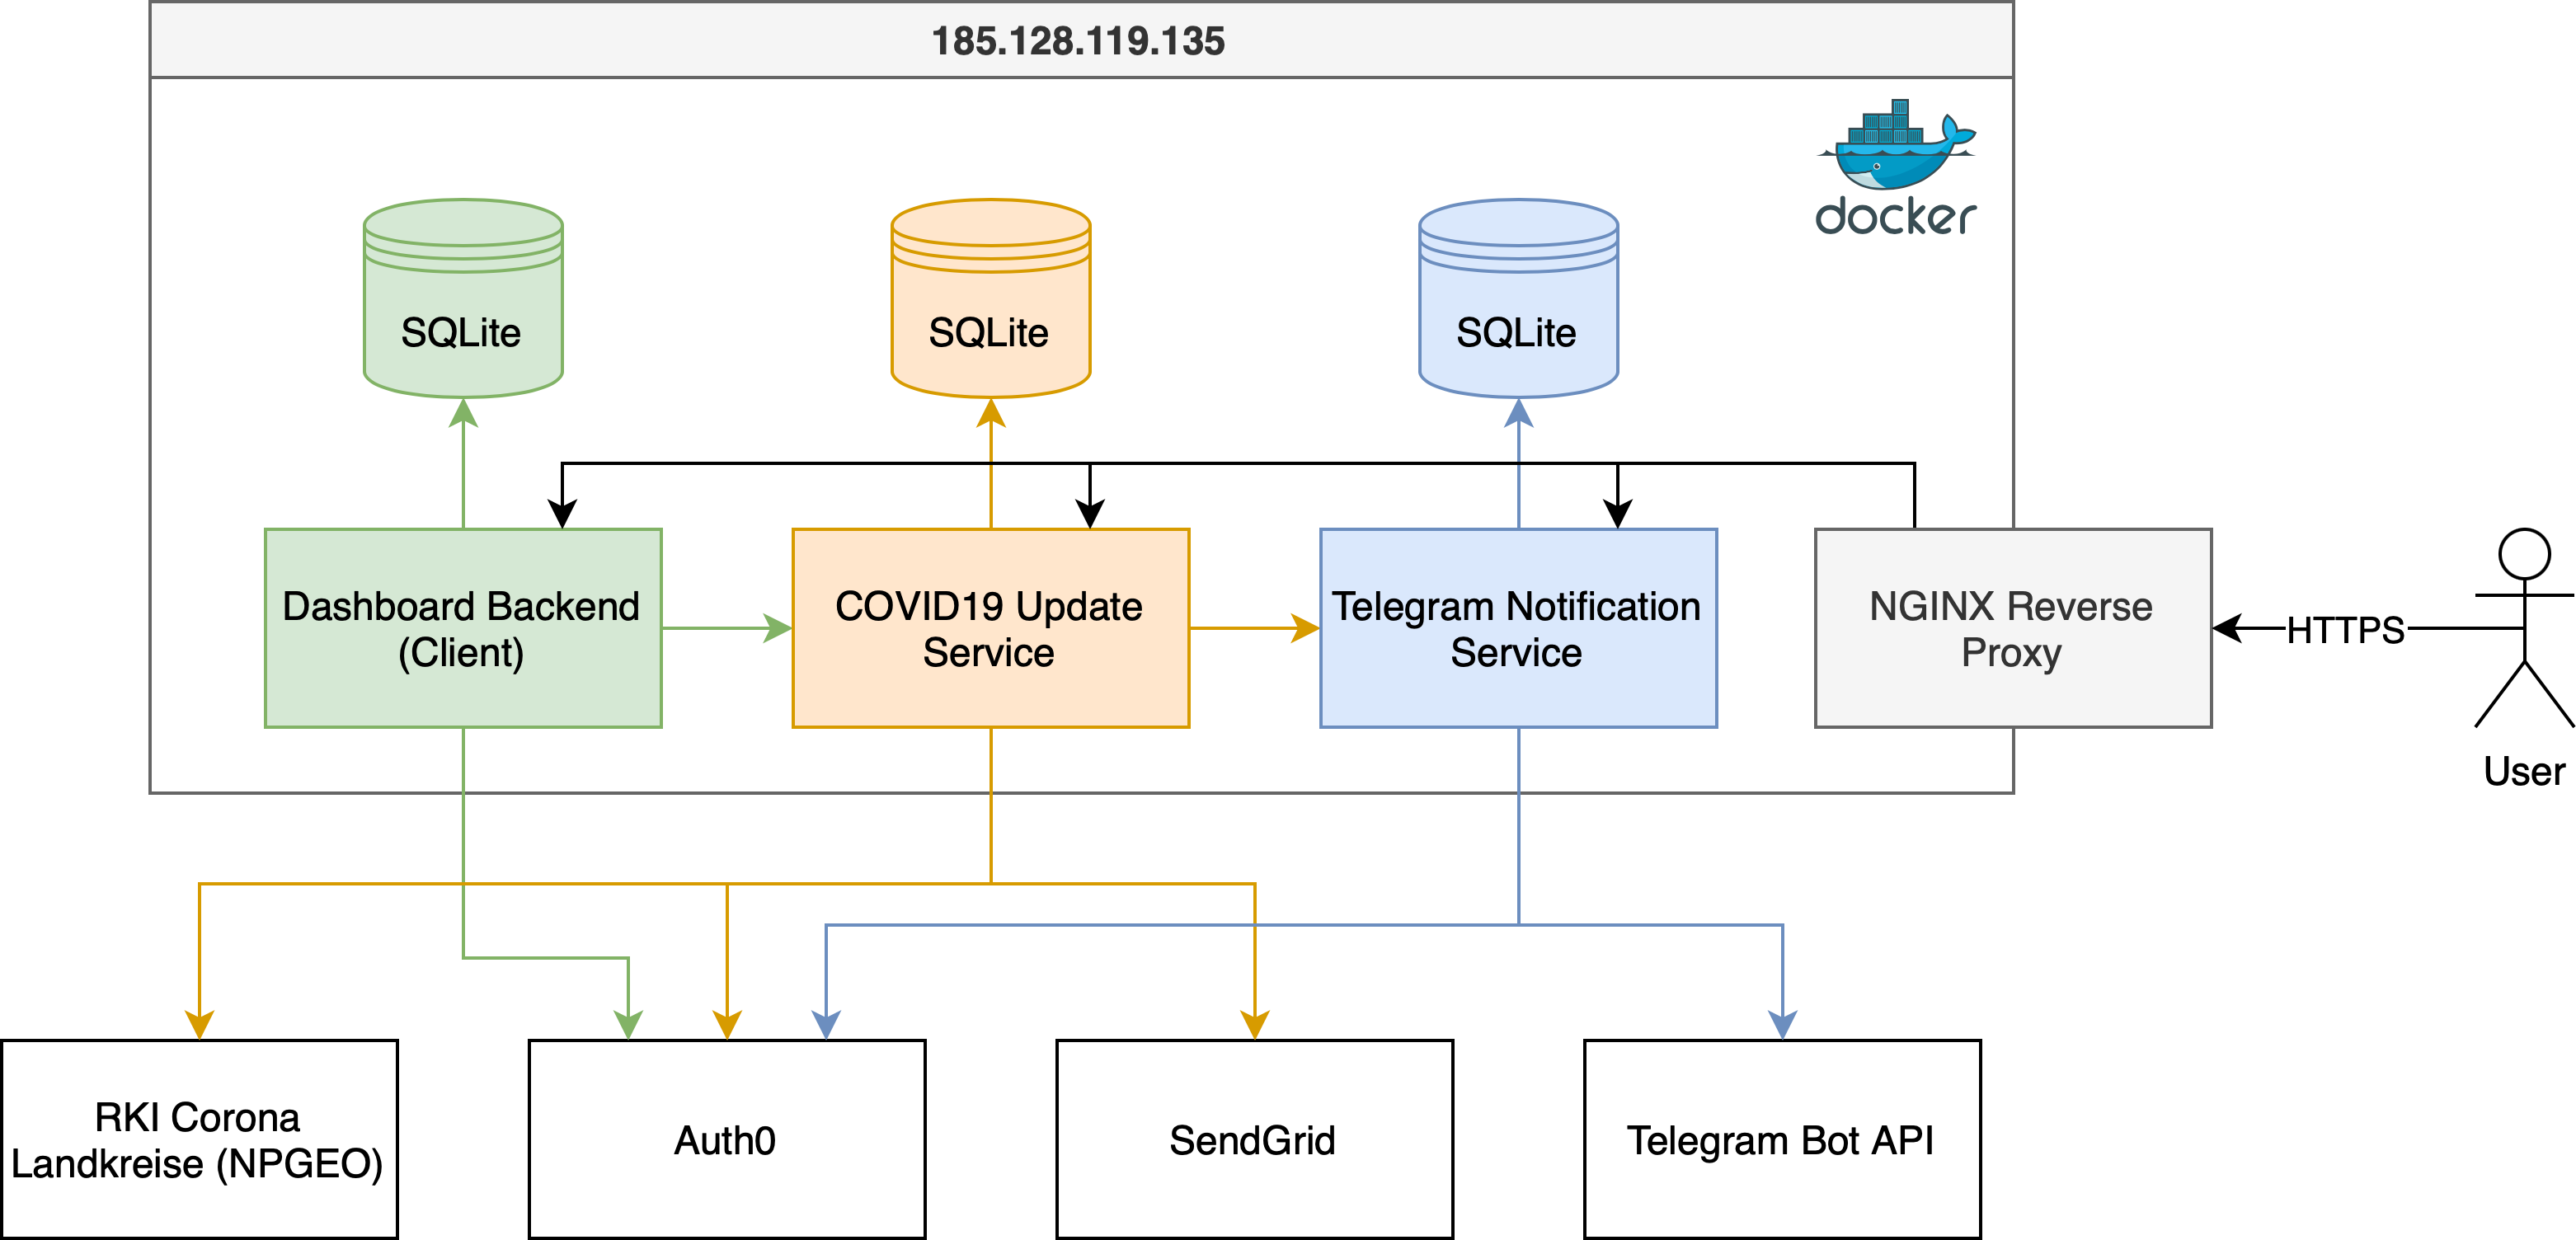 185.128.119.135
docker
SQLite
SQLite
SQLite
Dashboard Backend
(Client)
COVID19 Update
Service
Telegram Notification
Service
NGINX Reverse
Proxy
HTTPS
User
RKI Corona
Landkreise (NPGEO)
Auth0
SendGrid
Telegram Bot API